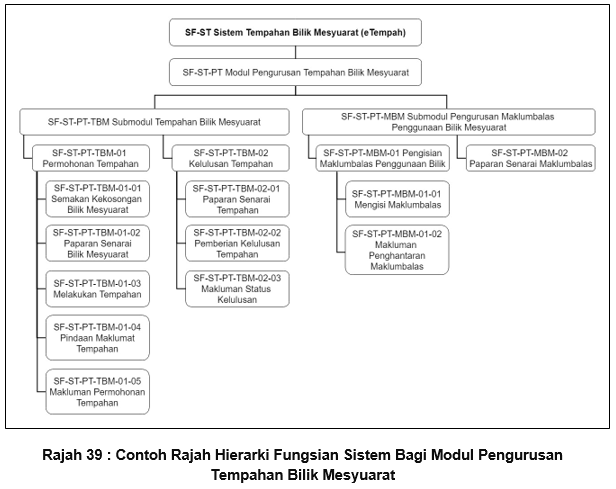 SF-ST Sistem Tempahan Bilik Mesyuarat (eTempah)
SF-ST-PT Modul Pengurusan Tempahan Bilik Mesyuarat
SF-ST-PT-TBM Submodul Tempahan Bilik Mesyuarat
SF-ST-PT-TBM-01
Permohonan Tempahan
SF-ST-PT-TBM-01-01
Semakan Kekosongan
Bilik Mesyuarat
SF-ST-PT-TBM-01-02
Paparan Senarai
Bilik Mesyuarat
SF-ST-PT-TBM-01-03
Melakukan Tempahan
SF-ST-PT-TBM-01-04
Pindaan Maklumat
Tempahan
SF-ST-PT-TBM-01-05
Makluman Permohonan
Tempahan
SF-ST-PT-TBM-02
Kelulusan Tempahan
SF-ST-PT-TBM-02-01
Paparan Senarai
Tempahan
SF-ST-PT-TBM-02-02
Pemberian Kelulusan
Tempahan
SF-ST-PT-TBM-02-03
Makluman Status
Kelulusan
SF-ST-PT-MBM Submodul Pengurusan Maklumbalas
Penggunaan Bilik Mesyuarat
SF-ST-PT-MBM-01 Pengisian
Maklumbalas Penggunaan Bilik
SF-ST-PT-MBM-01-01
Mengisi Maklumbalas
SF-ST-PT-MBM-01-02
Makluman
Penghantaran
Maklumbalas
SF-ST-PT-MBM-02
Paparan Senarai Maklumbalas
Rajah 39 : Contoh Rajah Hierarki Fungsian Sistem Bagi Modul Pengurusan
Tempahan Bilik Mesyuarat